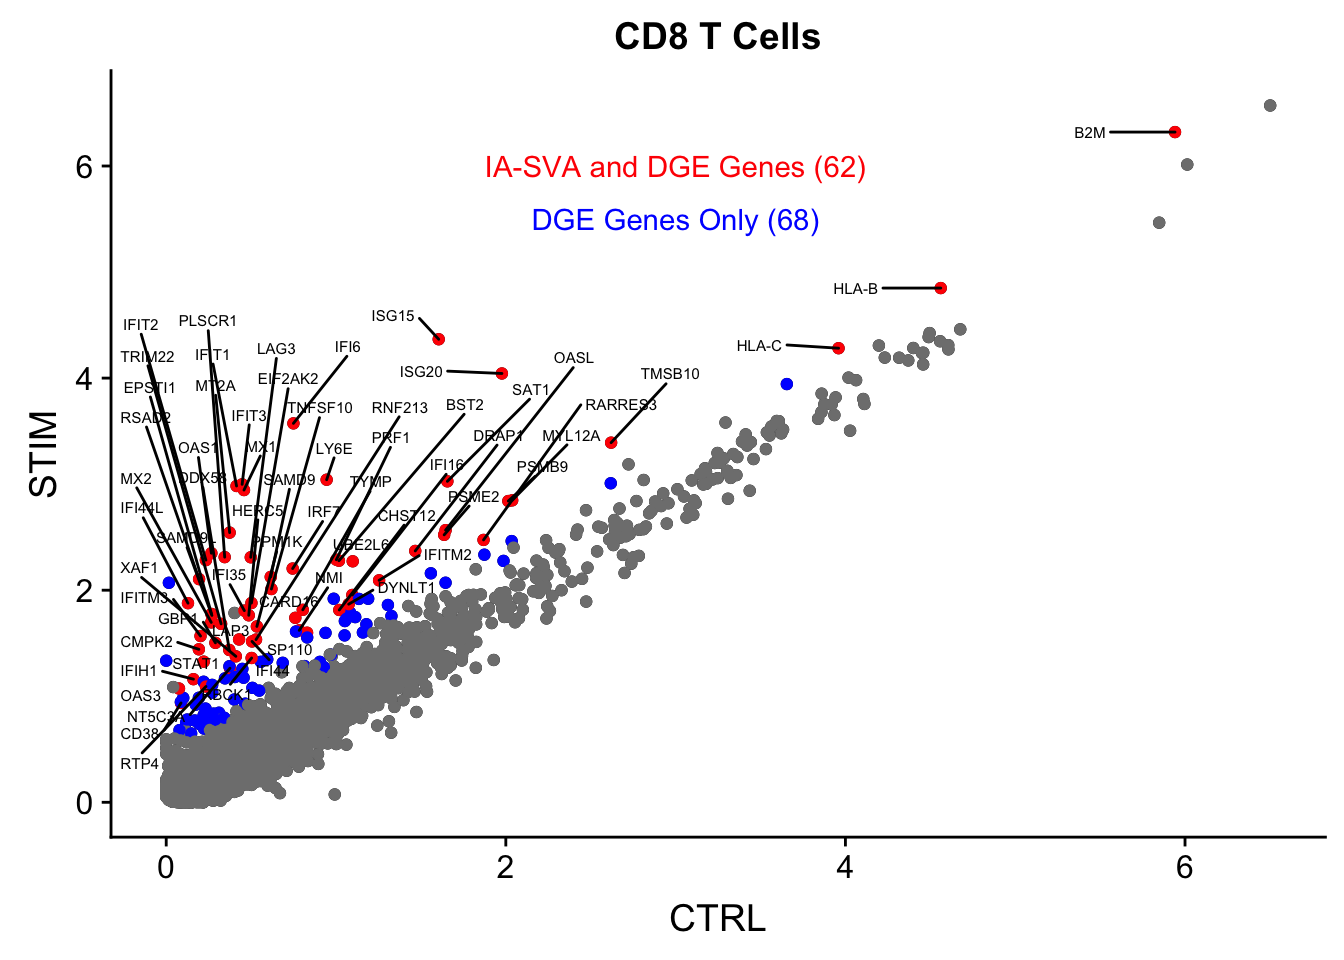 CD8 T Cells
B2M
6
IA-SVA and DGE Genes (62)
DGE Genes Only (68)
HLA-B
ISG15
IFIT2
PLSCR1
HLA-C
LAG3
IFI6
TRIM22
IFIT1
OASL
4
ISG20
TMSB10
EIF2AK2
EPSTI1
MT2A
SAT1
TNFSF10
RNF213
BST2
RARRES3
RSAD2
IFIT3
PRF1
DRAP1
MYL12A
OAS1
MX1
LY6E
STIM
IFI16
PSMB9
MX2
DDX58
SAMD9
TYMP
PSME2
IFI44L
HERC5
IRF7
CHST12
SAMD9L
PPM1K
UBE2L6
IFITM2
XAF1
IFI35
NMI
DYNLT1
2
IFITM3
CARD16
GBP1
LAP3
CMPK2
SP110
IFIH1
STAT1
IFI44
OAS3
RBCK1
NT5C3A
CD38
RTP4
0
0
2
4
6
CTRL